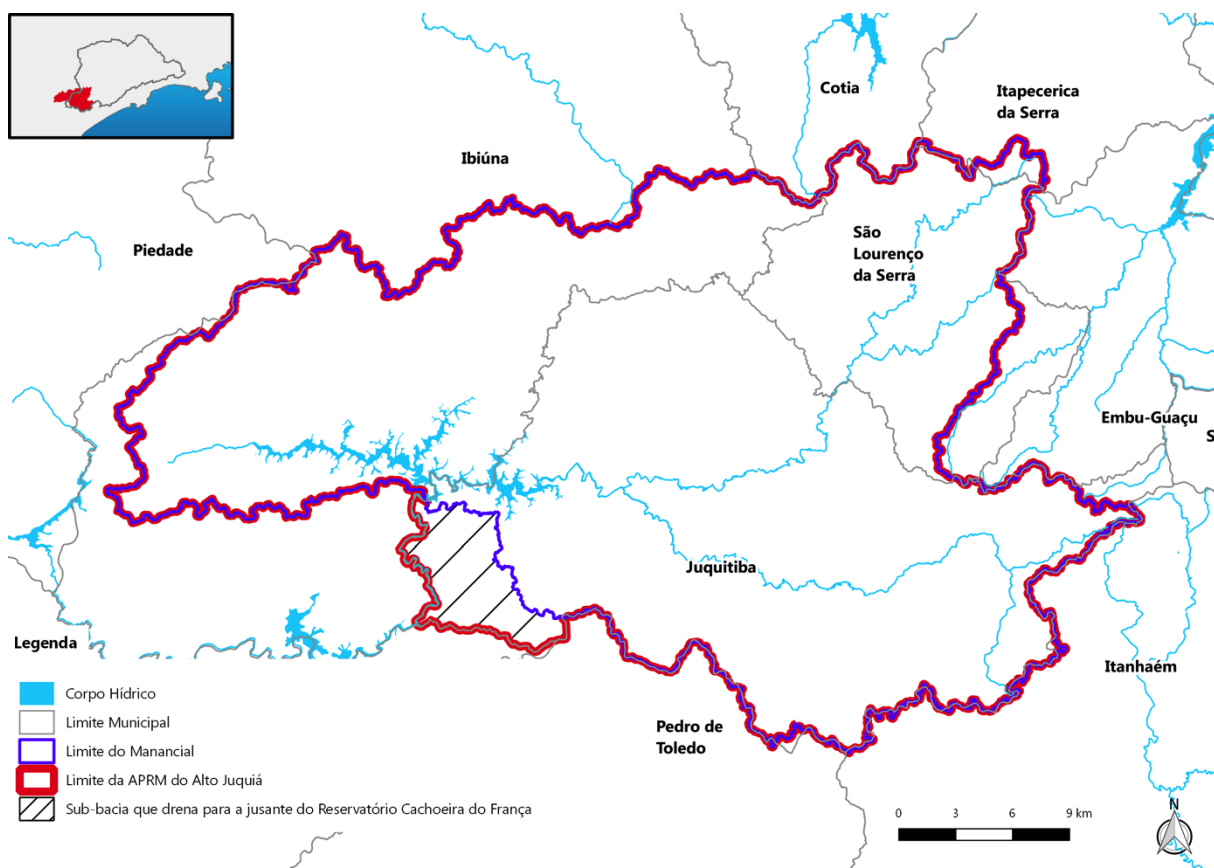 Cotia
Itapecerica
da Serra
Ibiúna
Piedade
São
Lourenço
da Serra
Embu-Guaçu
S
Juquitiba
Legenda
Itanhaém
Pedro de
Toledo
Corpo Hídrico
Limite Municipal
Limite do Manancial
Limite da APRM do Alto Juquiá
Sub-bacia que drena para a jusante do Reservatório Cachoeira do França
0 3 6 9 km
N